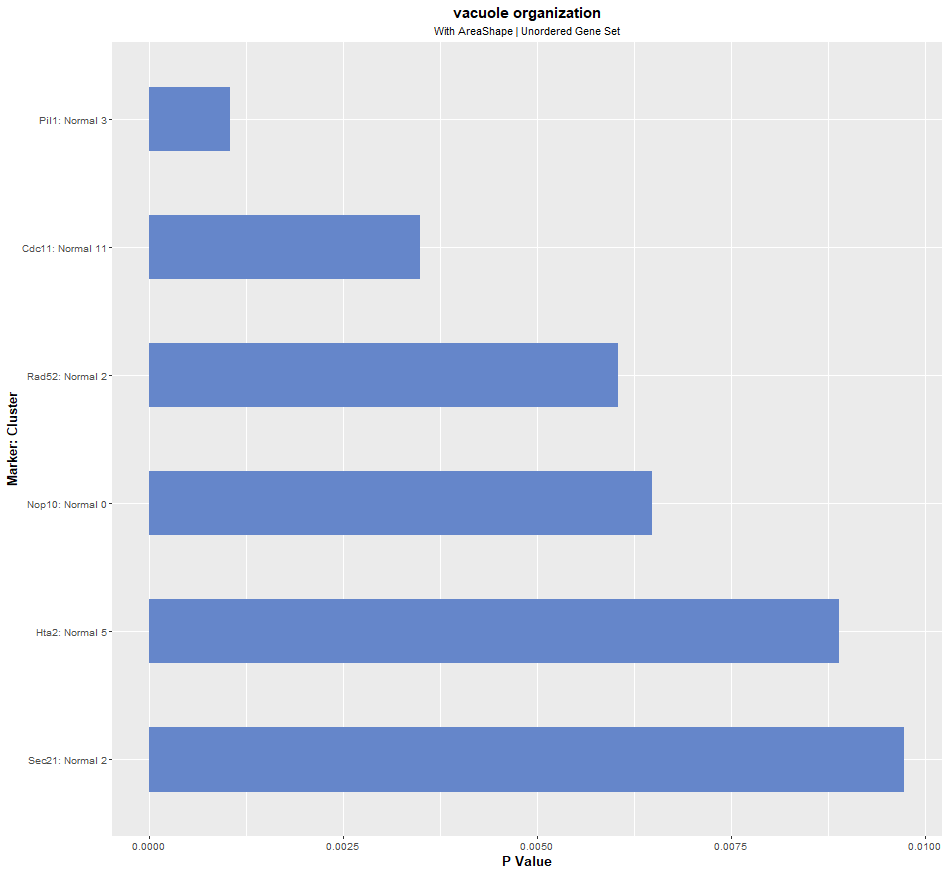 vacuole organization
With AreaShape | Unordered Gene Set
Marker: Cluster
Pil1: Normal 3
Cdc11: Normal 11
Rad52: Normal 2
Nop10: Normal 0
Hta2: Normal 5
Sec21: Normal 2
0.0000 0.0025 0.0050 0.0075 0.0100
P Value